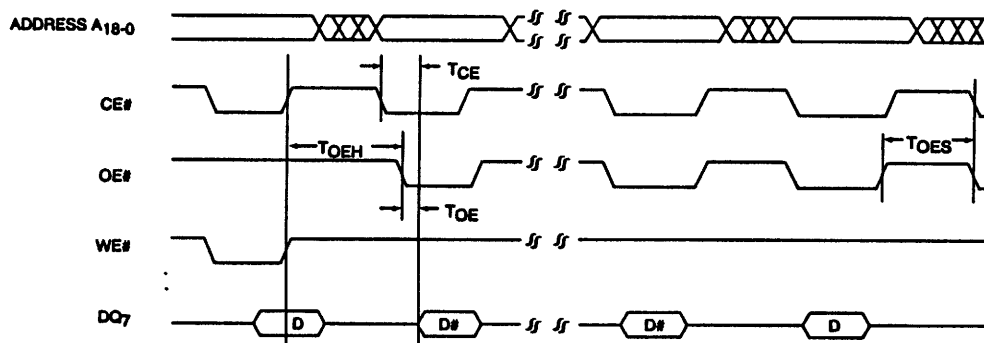 ADDRESS A18-0
TCE
CE#
TOEH
TOES
OE#
TOE
WE#
DQ7
D
D#
D#
D